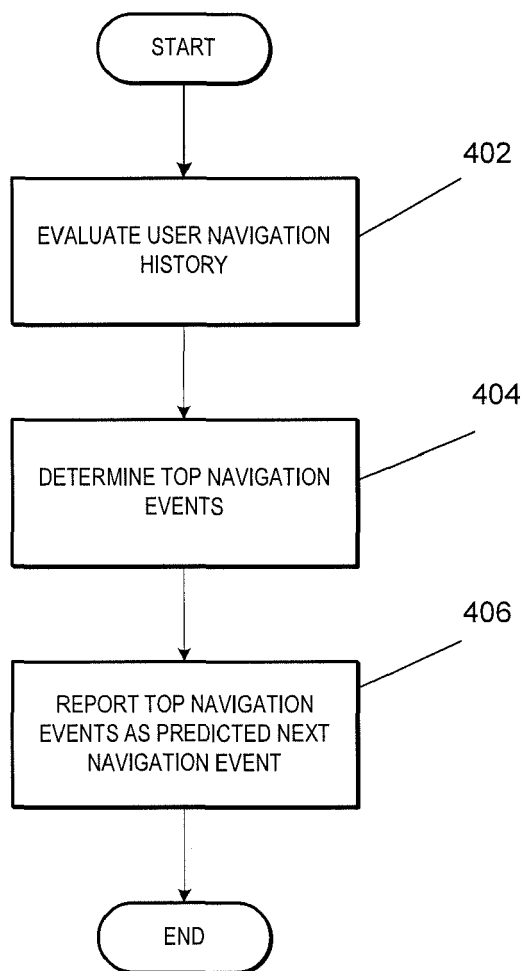 START
402
EVALUATE USER NAVIGATION
HISTORY
404
DETERMINE TOP NAVIGATION
EVENTS
406
REPORT TOP NAVIGATION
EVENTS AS PREDICTED NEXT
NAVIGATION EVENT
END